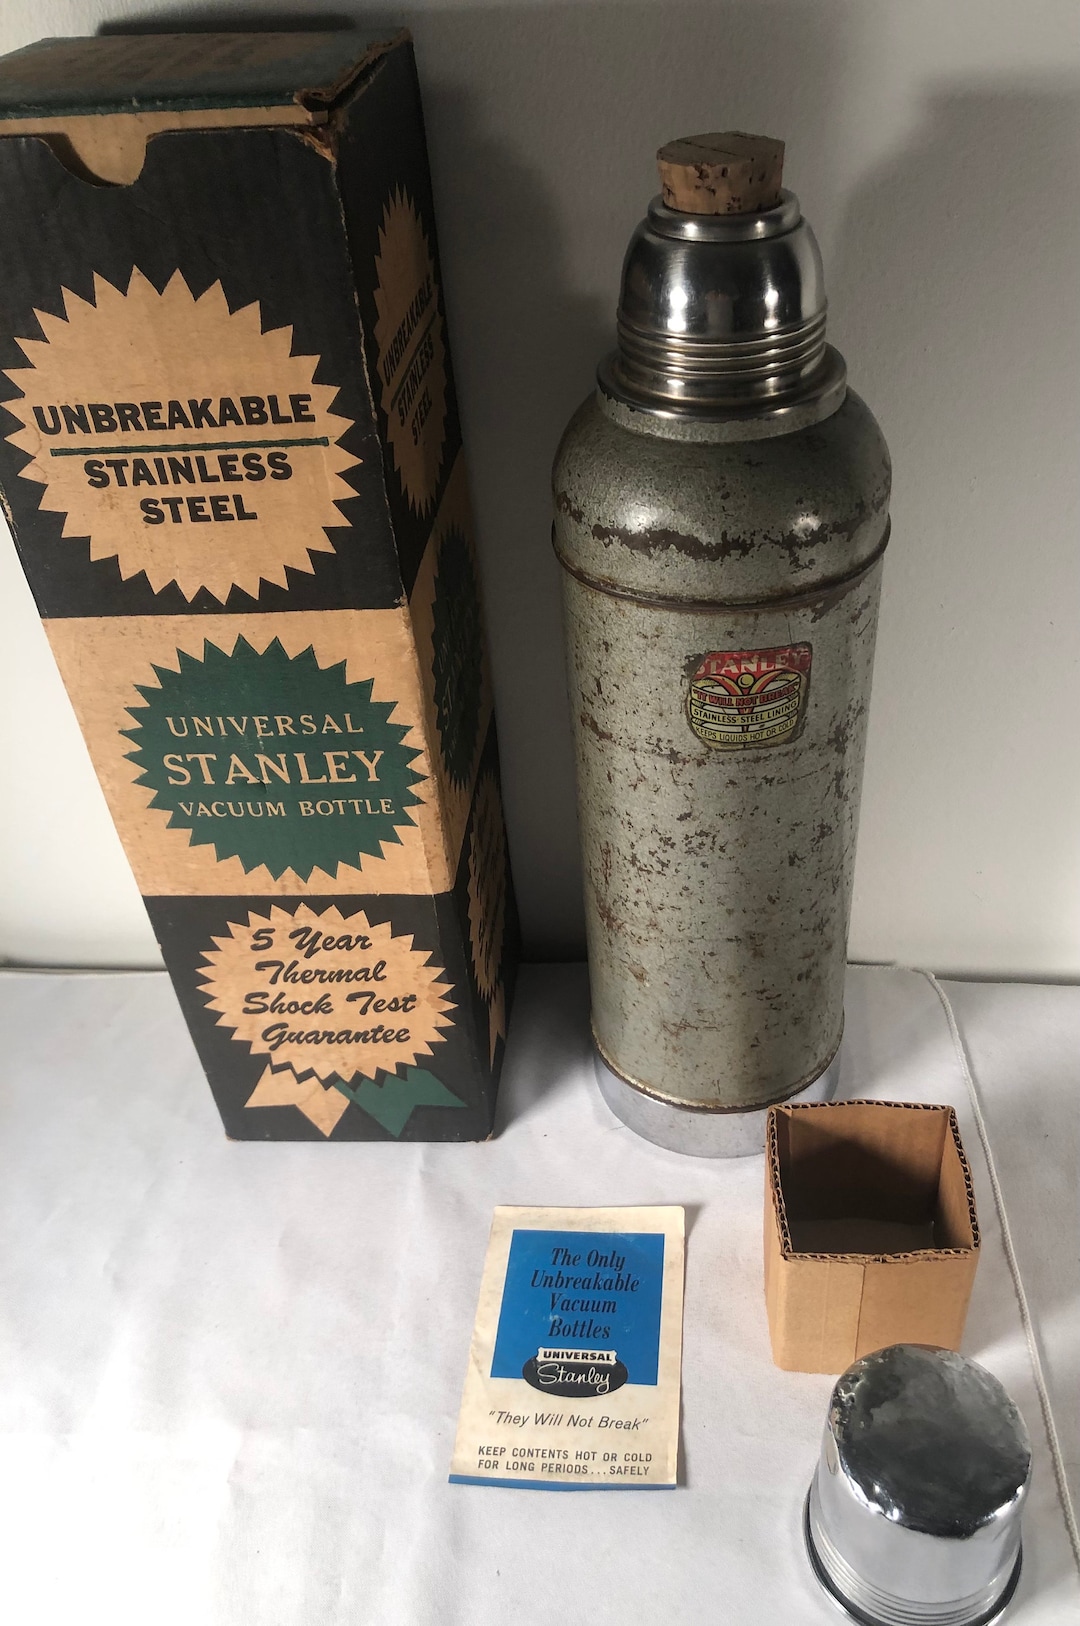 UNBREAKABLE
STAINLESS
STEEL
UNIVERSAL
STANLEY
VACUUM BOTTLE
5 Year
Thermal
Shock Test
Guarantee
UNBREAKABLE
STAINLESS
STEEL
STANLEY
"IT WILL NOT BREAK"
STAINLESS STEEL LINING
KEEPS LIQUIDS HOT OR COLD
The Only
Unbreakable
Vacuum
Bottles
UNIVERSAL
Stanley
"They Will Not Break"
KEEP CONTENTS HOT OR COLD
FOR LONG PERIODS... SAFELY